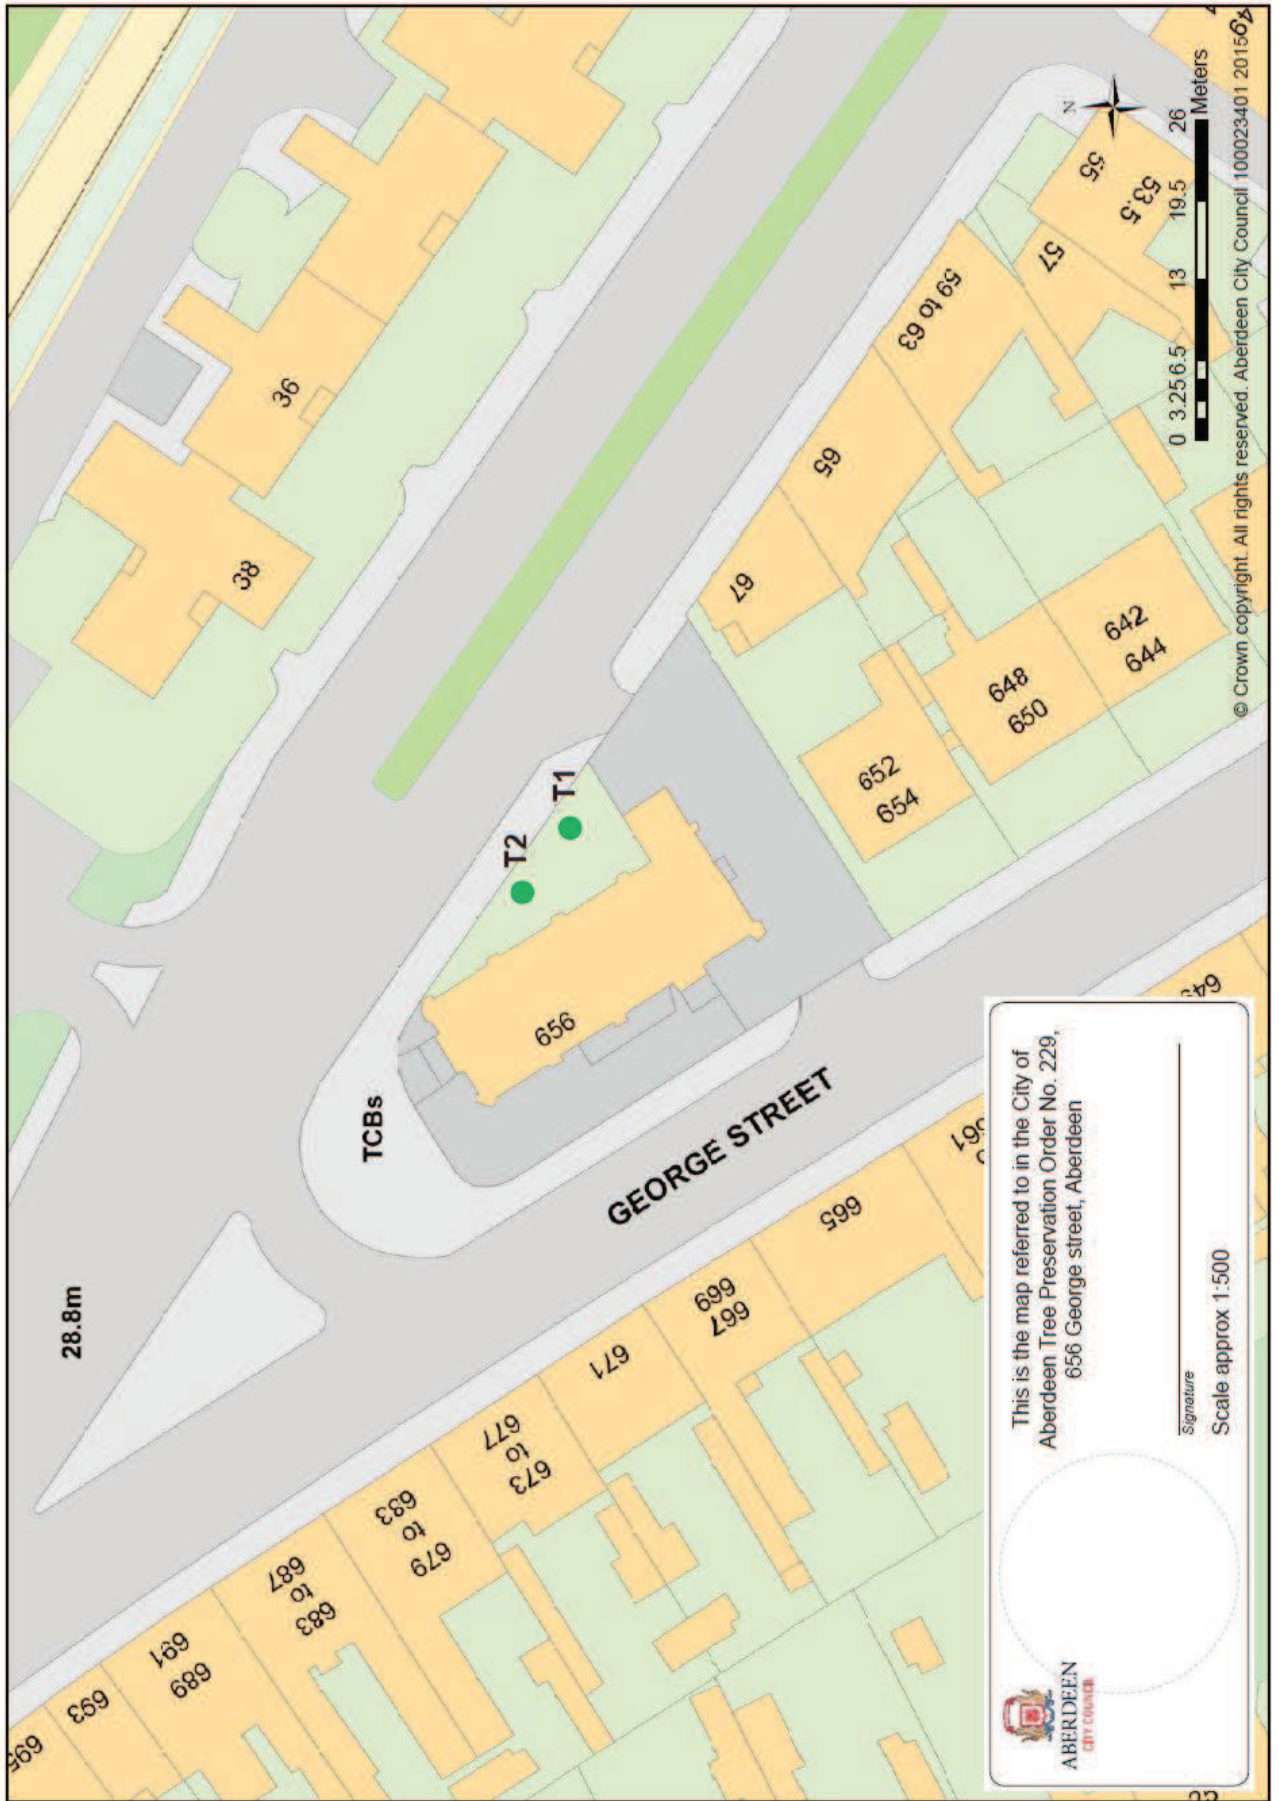 28.8m
TCBs
GEORGE STREET
T2
T1
656
38
36
67
65
59 to 63
57
55
53.5
652
654
648
650
642
644
693
689
691
683
to
687
679
to
683
673
to
677
671
667
669
665
N
0 3.25 6.5 13 19.5 26
Meters
© Crown copyright. All rights reserved. Aberdeen City Council 100023401 2015
This is the map referred to in the City of
Aberdeen Tree Preservation Order No. 229,
656 George street, Aberdeen
Signature
Scale approx 1:500
ABERDEEN
CITY COUNCIL